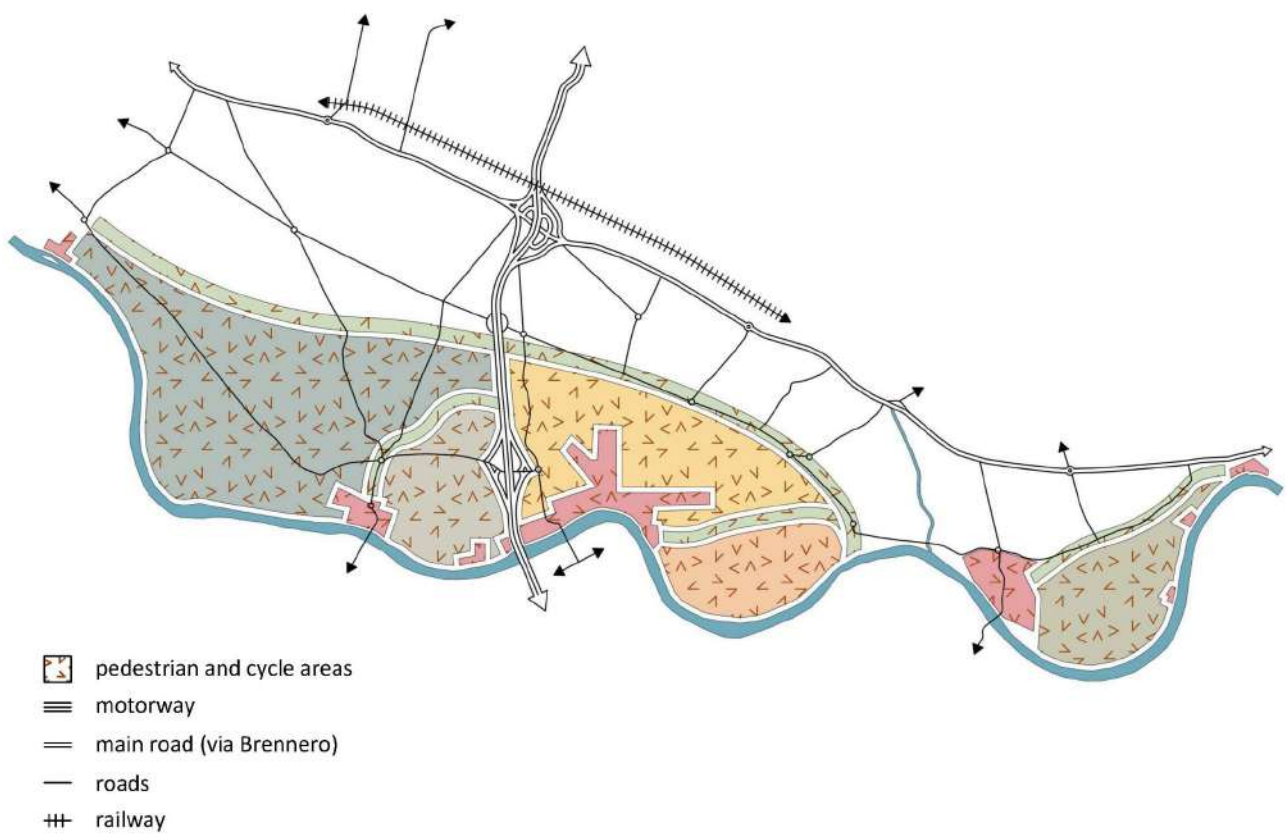 pedestrian and cycle areas
motorway
main road (via Brennero)
roads
railway